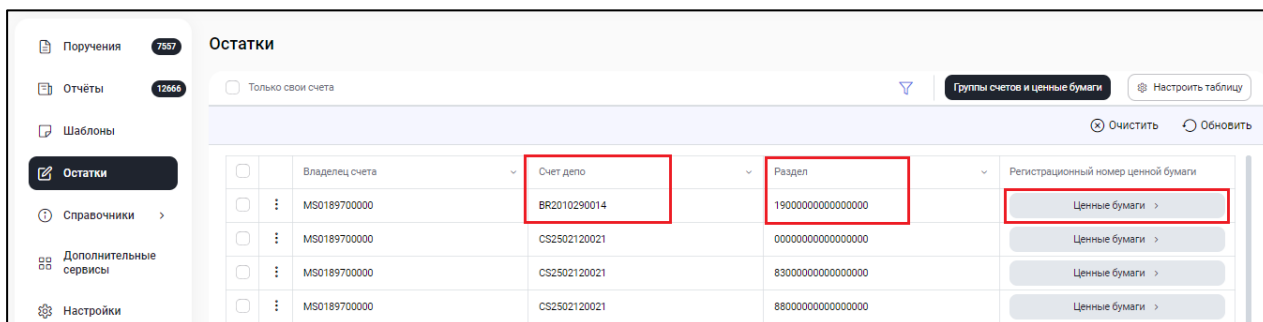 Поручения 7557
Отчёты 12666
Шаблоны
Остатки
Справочники
Дополнительные
сервисы
Настройки
Остатки
Только свои счета
Группы счетов и ценные бумаги
Настроить таблицу
Очистить Обновить
Владелец счета Счет депо Раздел Регистрационный номер ценной бумаги
MS0189700000 BR2010290014 19000000000000000 Ценные бумаги
MS0189700000 CS2502120021 00000000000000000 Ценные бумаги
MS0189700000 CS2502120021 83000000000000000 Ценные бумаги
MS0189700000 CS2502120021 88000000000000000 Ценные бумаги